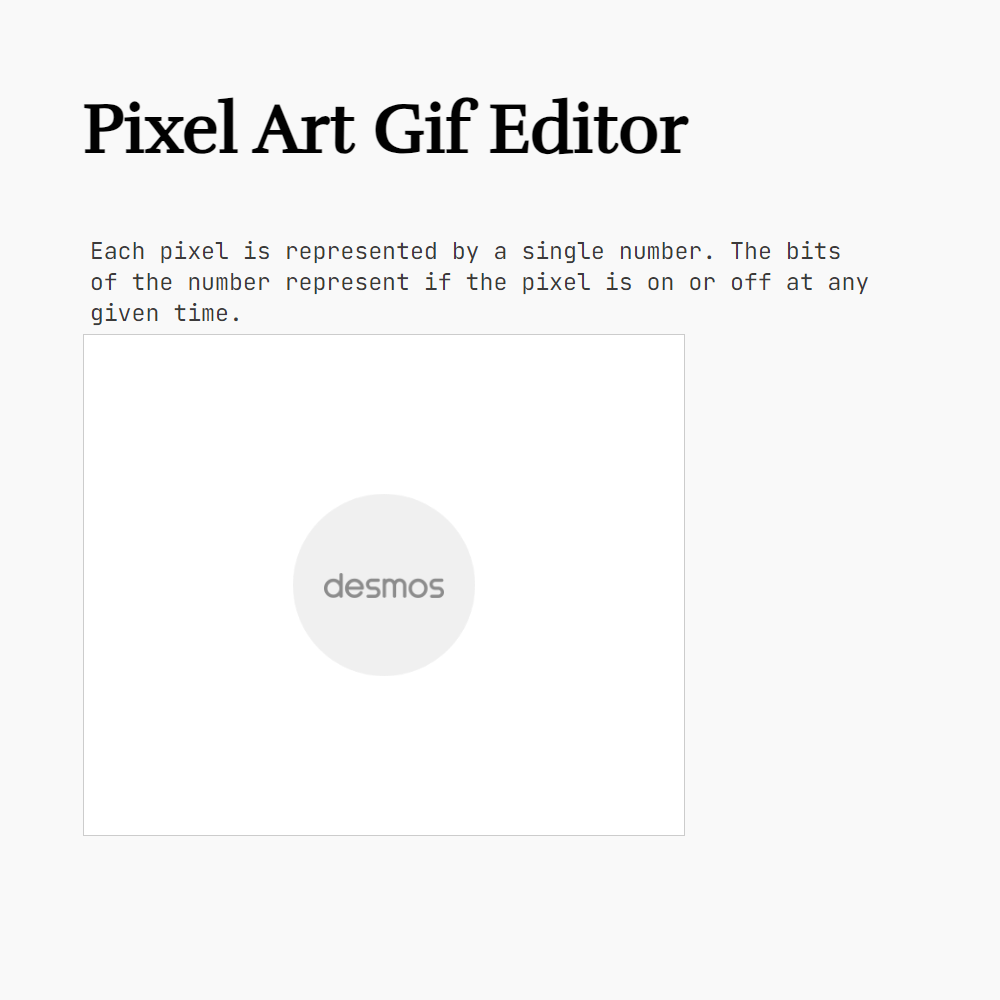 Pixel Art Gif Editor
Each pixel is represented by a single number. The bits
of the number represent if the pixel is on or off at any
given time.
desmos